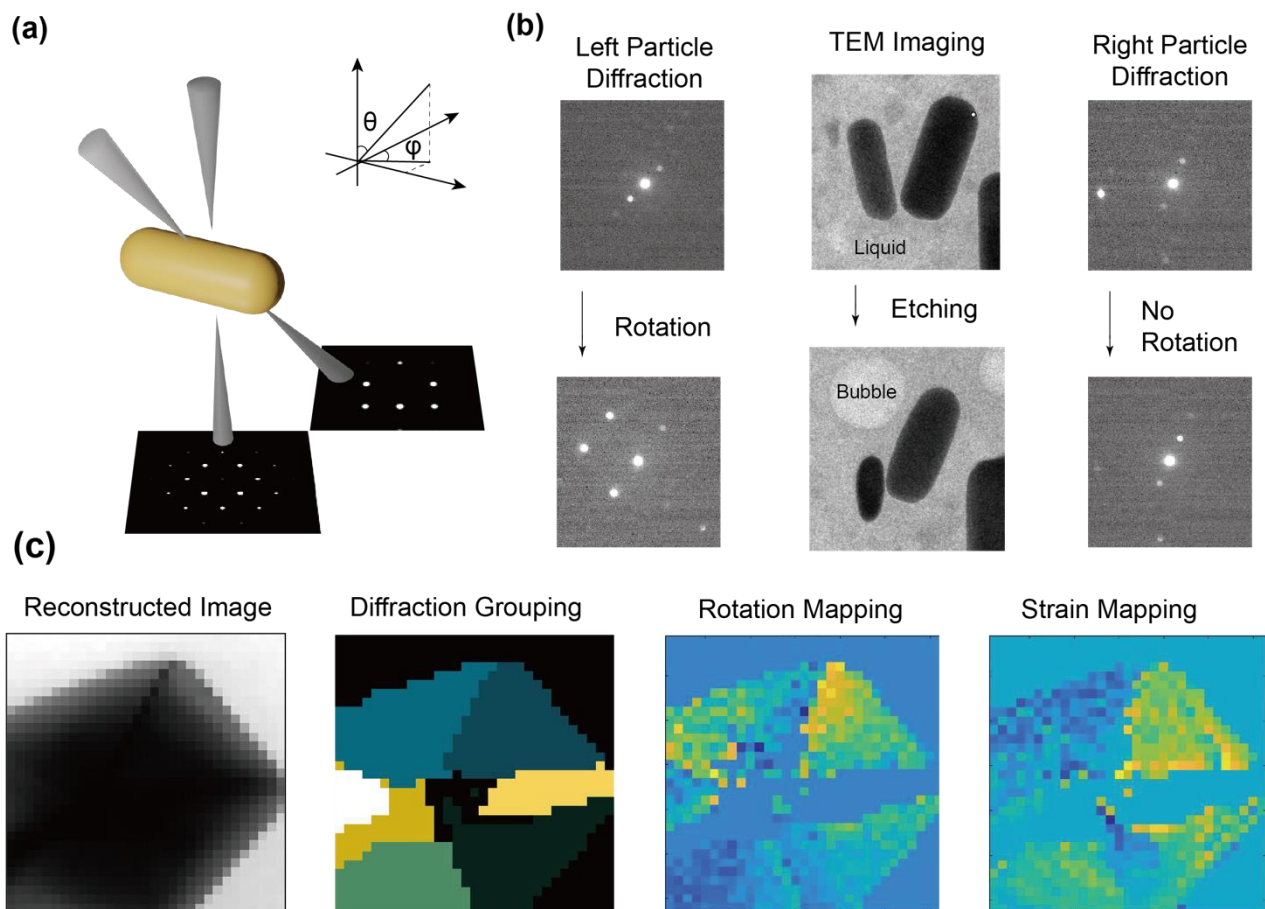 (a)
θ
φ
(b)
Left Particle
Diffraction
TEM Imaging
Right Particle
Diffraction
Liquid
Rotation
Etching
No
Rotation
Bubble
(c)
Reconstructed Image
Diffraction Grouping
Rotation Mapping
Strain Mapping